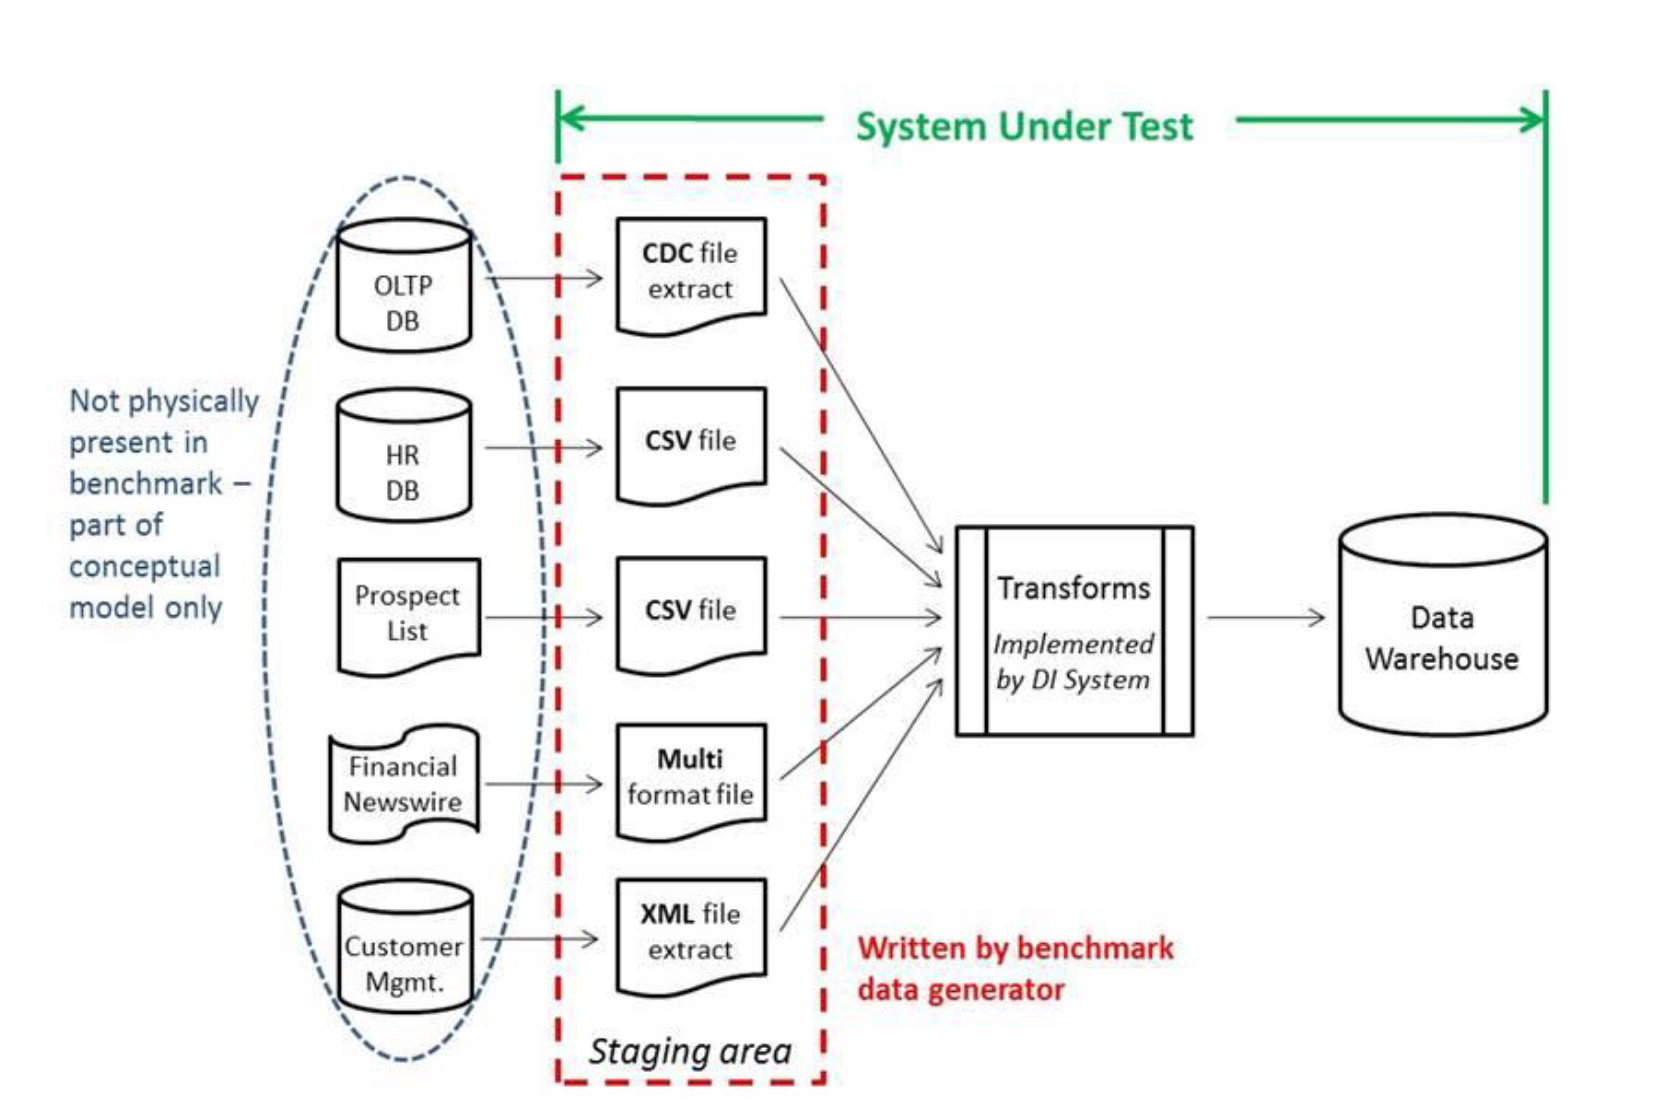 System Under Test
OLTP
DB
CDC file
extract
Not physically
present in
benchmark –
part of
conceptual
model only
HR
DB
CSV file
Prospect
List
CSV file
Transforms
Implemented
by DI System
Data
Warehouse
Financial
Newswire
Multi
format file
Customer
Mgmt.
XML file
extract
Written by benchmark
data generator
Staging area